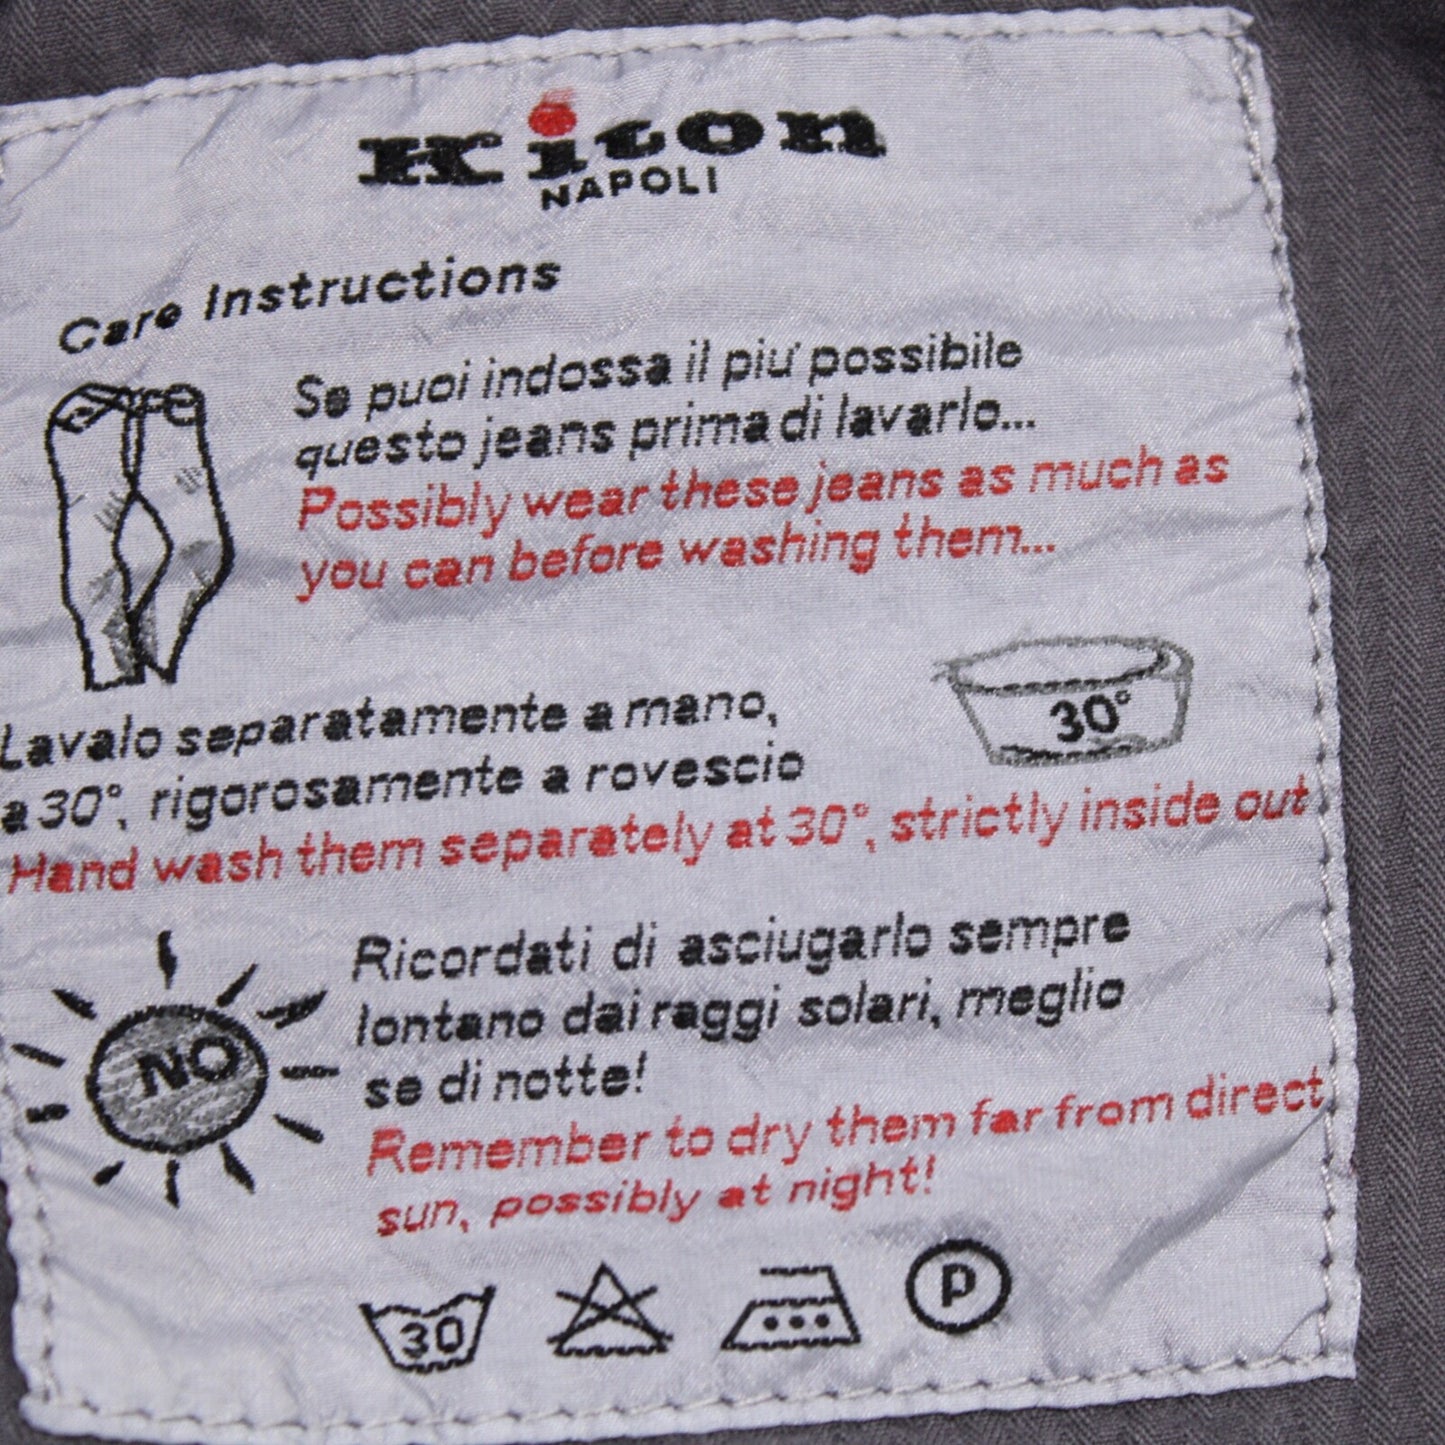 Kiton
NAPOLI
Care Instructions
Se puoi indossa il piu' possibile
questo jeans prima di lavarlo...
Possibly wear these jeans as much as
you can before washing them...
Lavalo separatamente a mano,
a 30°, rigorosamente a rovescio
30°
Hand wash them separately at 30°, strictly inside out
NO
Ricordati di asciugarlo sempre
lontano dai raggi solari, meglio
se di notte!
Remember to dry them far from direct
sun, possibly at night!
30
P